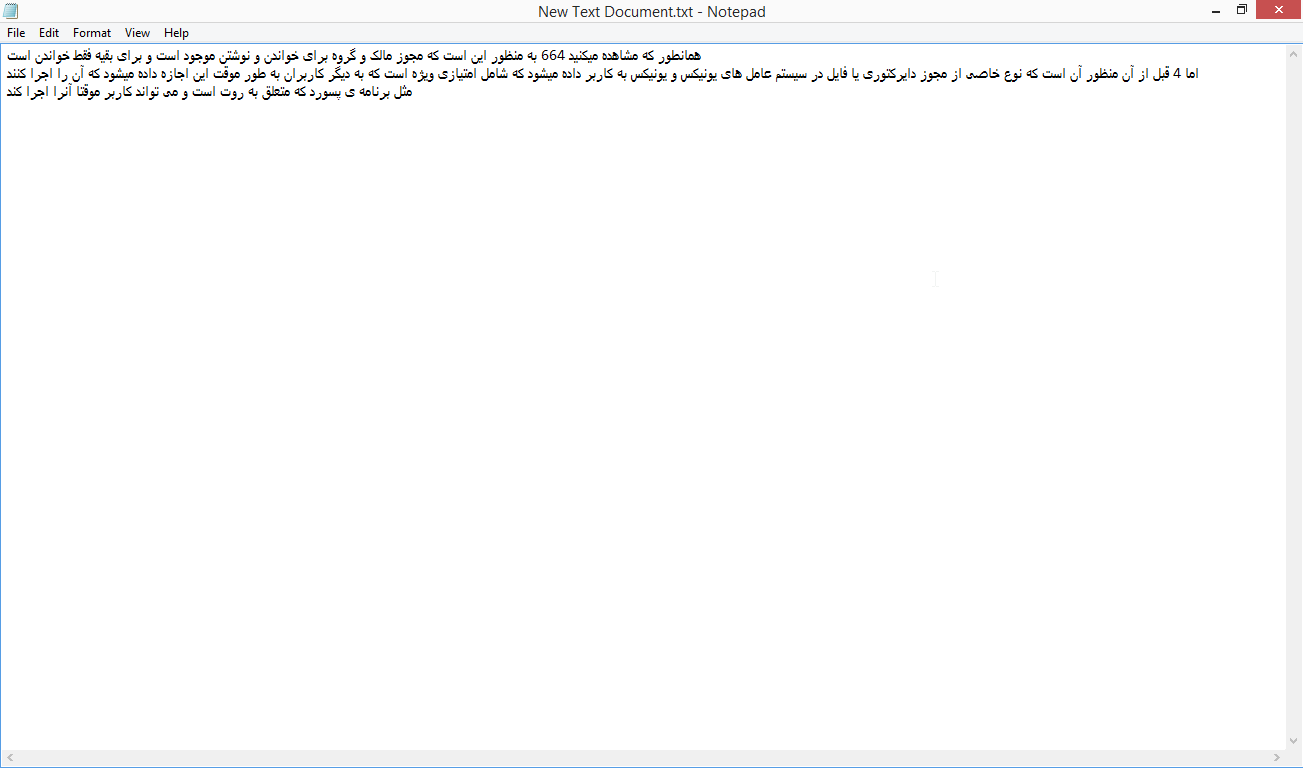 New Text Document.txt - Notepad
File Edit Format View Help
همانطور که مشاهده میکنید 664 به منظور این است که مجوز مالک و گروه برای خواندن و نوشتن موجود است و برای بقیه فقط خواندن است
اما 4 قبل از آن منظور آن است که نوع خاصی از مجوز دایرکتوری یا فایل در سیستم عامل های یونیکس و یونیکس به کاربر داده میشود که شامل امتیازی ویژه است که به دیگر کاربران به طور موقت این اجازه داده میشود که آن را اجرا کنند
مثل برنامه ی پسورد که متعلق به روت است و می تواند کاربر موقتا آنرا اجرا کند